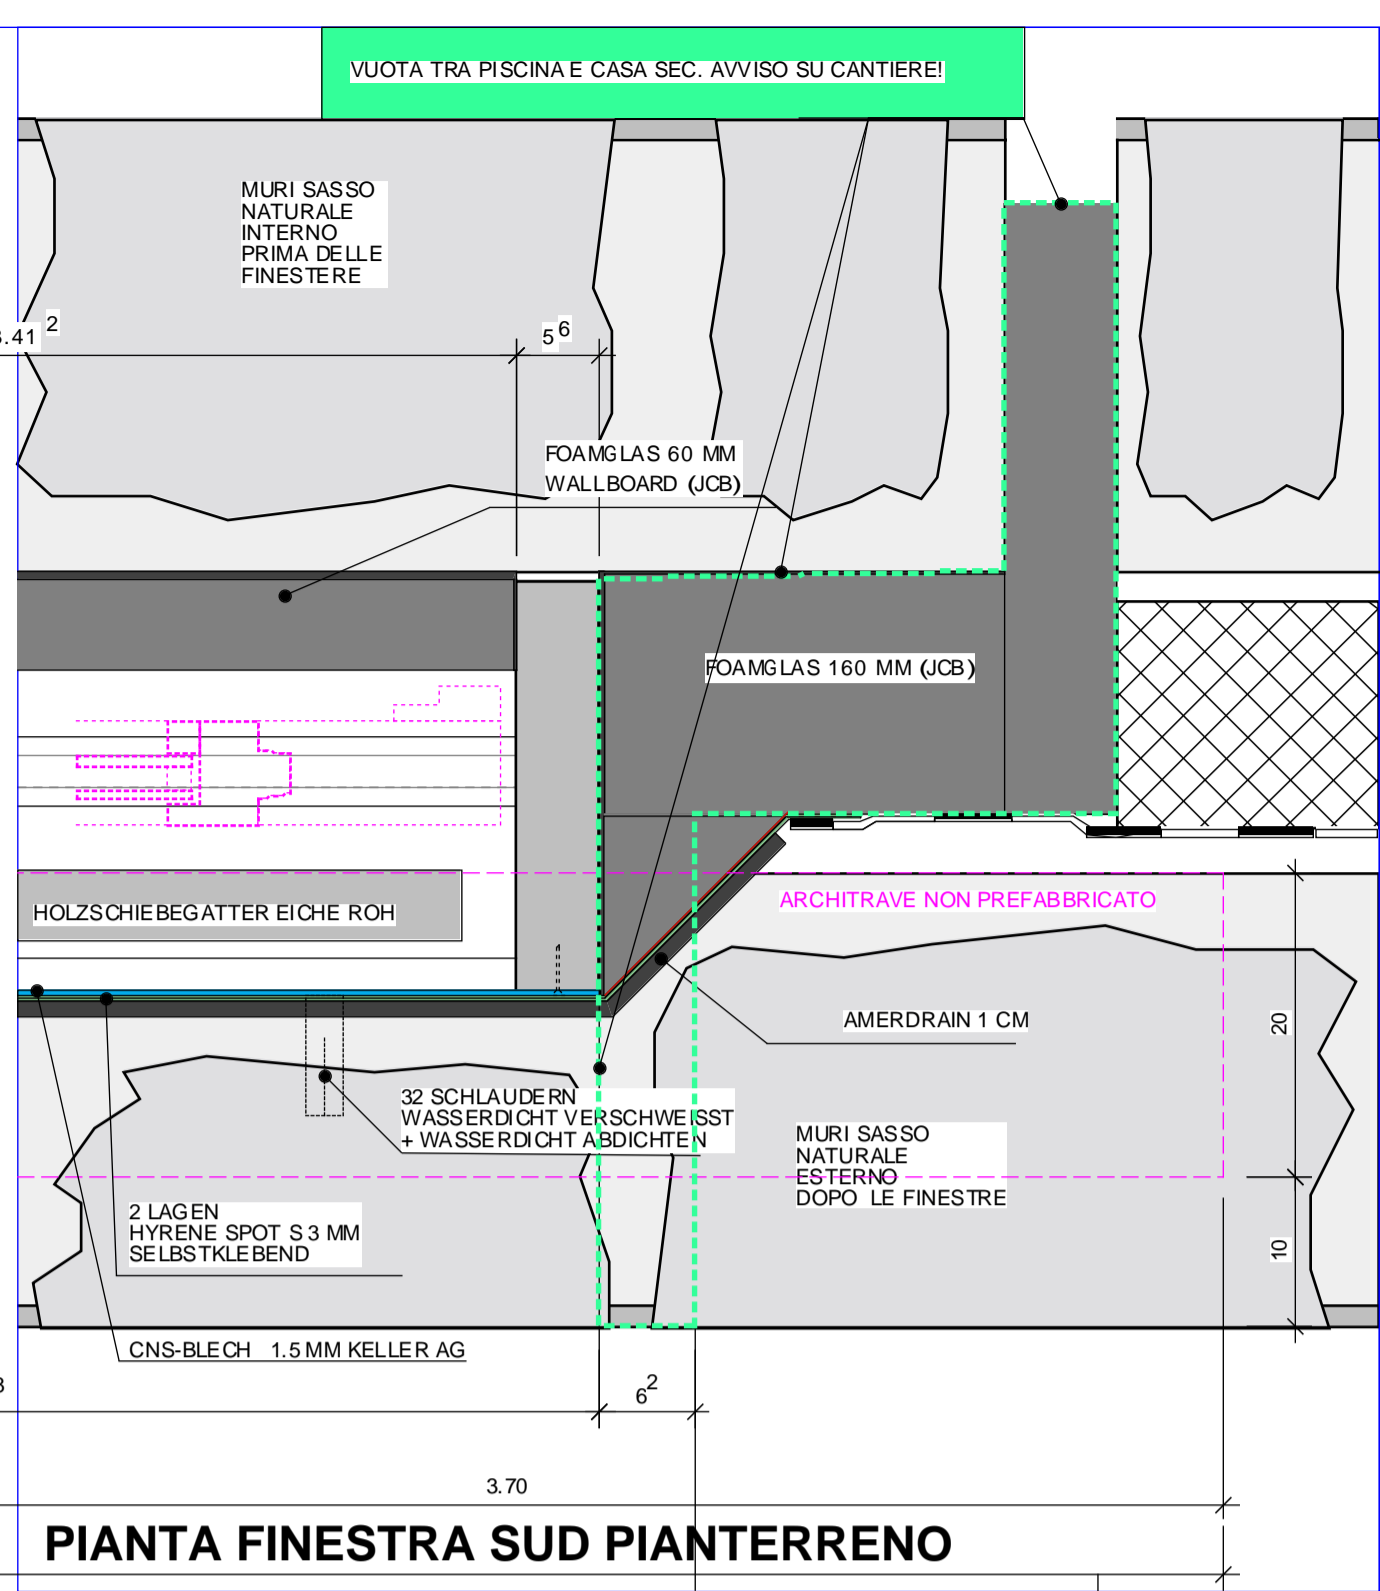 VUOTA TRA PISCINA E CASA SEC. AVVISO SU CANTIERE!
MURI SASSO
NATURALE
INTERNO
PRIMA DELLE
FINESTERE
3.41 2
5 6
FOAMGLAS 60 MM
WALLBOARD (JCB)
FOAMGLAS 160 MM (JCB)
HOLZSCHIEBEGATTER EICHE ROH
ARCHITRAVE NON PREFABBRICATO
AMERDRAIN 1 CM
20
32 SCHLAUDERN
WASSERDICHT VERSCHWEISST
+ WASSERDICHT ABDICHTEN
MURI SASSO
NATURALE
ESTERNO
DOPO LE FINESTRE
2 LAGEN
HYRENE SPOT S 3 MM
SELBSTKLEBEND
10
CNS-BLECH 1.5 MM KELLER AG
6 2
3.70
PIANTA FINESTRA SUD PIANTERRENO